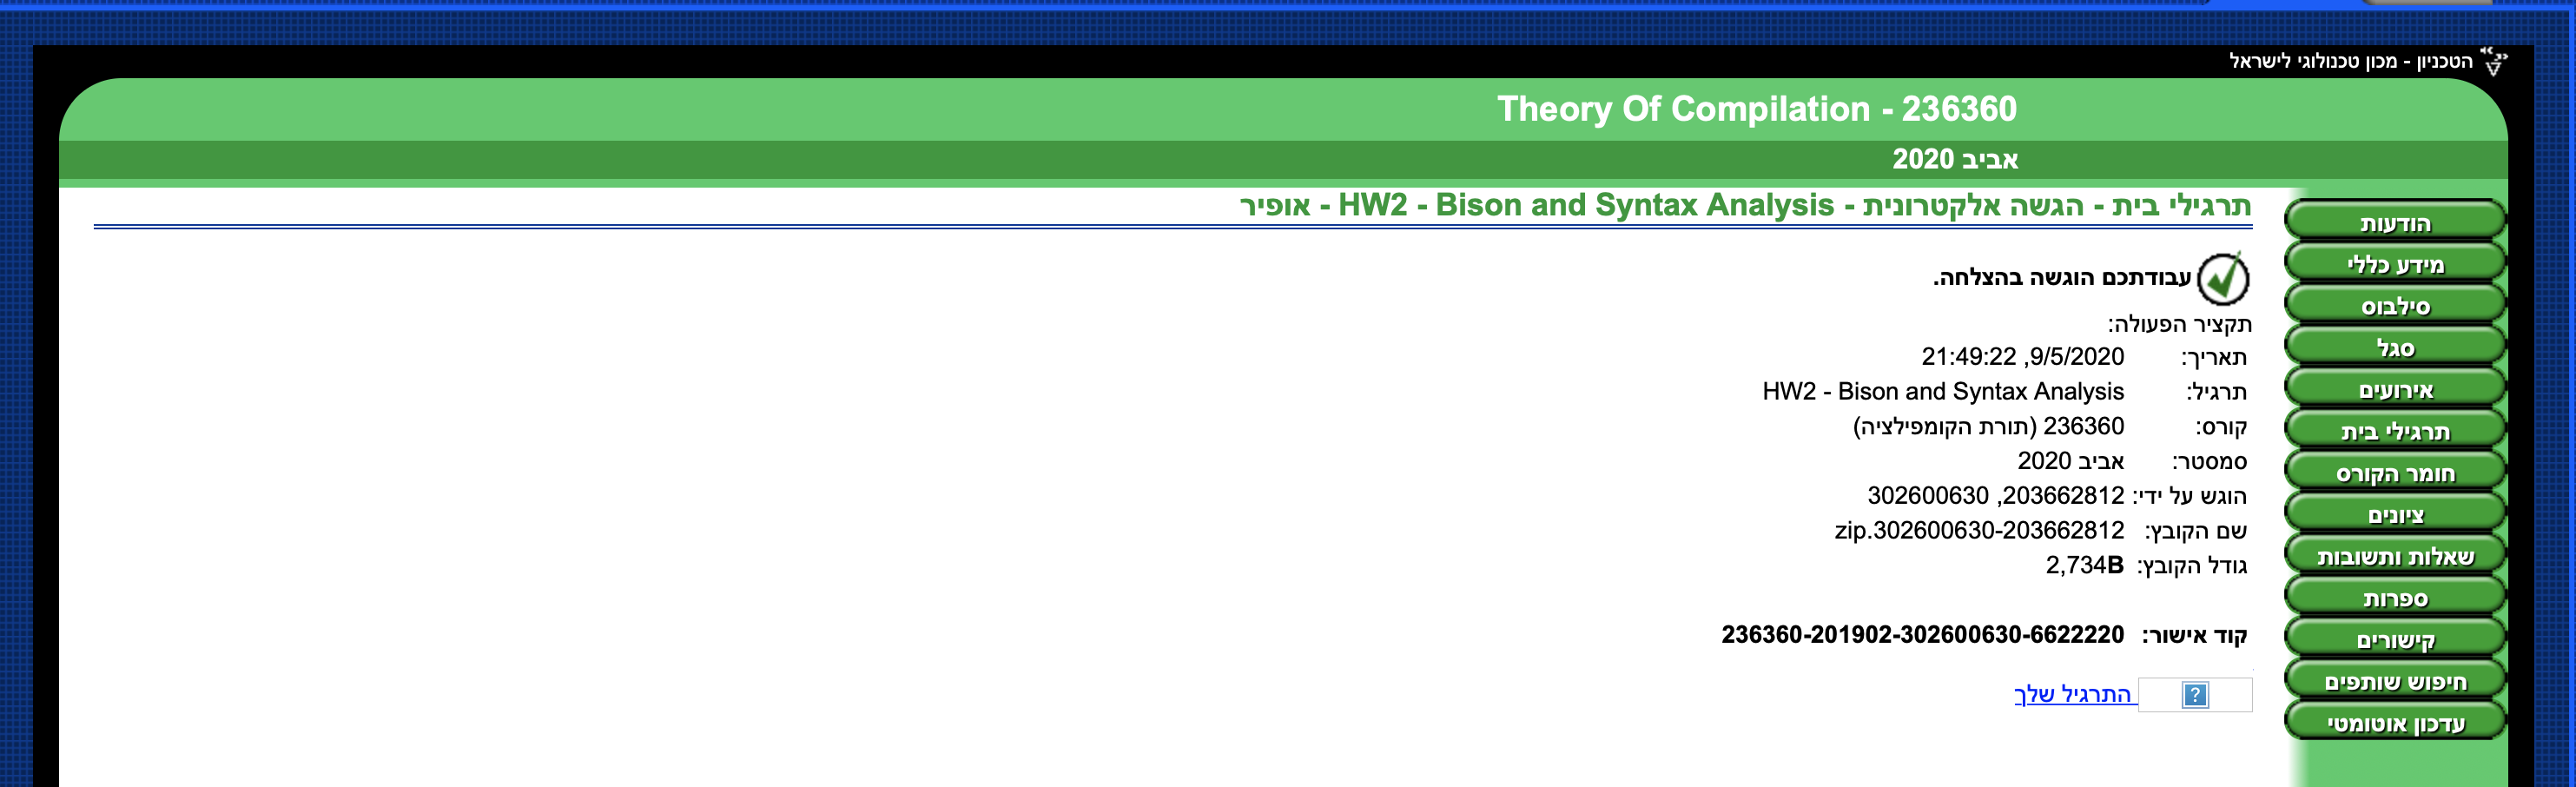 הטכניון - מכון טכנולוגי לישראל
Theory Of Compilation - 236360
אביב 2020
תרגילי בית - הגשה אלקטרונית - HW2 - Bison and Syntax Analysis - אופיר
הודעות
מידע כללי
סילבוס
סגל
אירועים
תרגילי בית
חומר הקורס
ציונים
שאלות ותשובות
ספרות
קישורים
חיפוש שותפים
עדכון אוטומטי
עבודתכם הוגשה בהצלחה.
תקציר הפעולה:
תאריך: 9/5/2020, 21:49:22
תרגיל: HW2 - Bison and Syntax Analysis
קורס: 236360 (תורת הקומפילציה)
סמסטר: אביב 2020
הוגש על ידי: 203662812, 302600630
שם הקובץ: 203662812-302600630.zip
גודל הקובץ: 2,734B
קוד אישור: 236360-201902-302600630-6622220
התרגיל שלך